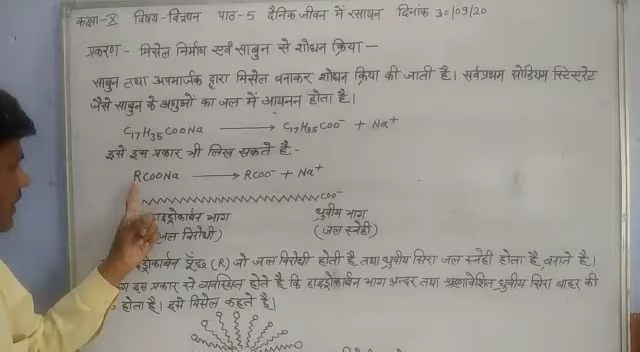 कक्षा-X विषय-विज्ञान पाठ-5 दैनिक जीवन में रसायन दिनांक 30/09/20
प्रकरण- मिसेल निर्माण एवं साबुन से शोधन क्रिया—
साबुन तथा अपमार्जक द्वारा मिसेल बनाकर शोधन क्रिया की जाती है। सर्वप्रथम सोडियम स्टिएरेट
जैसे साबुन के अणुओं का जल में आयनन होता है।
C₁₇H₃₅COONa ⟶ C₁₇H₃₅COO⁻ + Na⁺
इसे इस प्रकार भी लिख सकते है:-
RCOONa ⟶ RCOO⁻ + Na⁺
COO⁻
हाइड्रोकार्बन भाग ध्रुवीय भाग
(जल विरोधी) (जल स्नेही)
हाइड्रोकार्बन पूँछ (R) जो जल विरोधी होती है तथा ध्रुवीय सिरा जल स्नेही होता है, बनाते है।
इस प्रकार से व्यवस्थित होते है कि हाइड्रोकार्बन भाग अन्दर तथा ऋणावेशित ध्रुवीय सिरा बाहर की
होता है। इसे मिसेल कहते है।